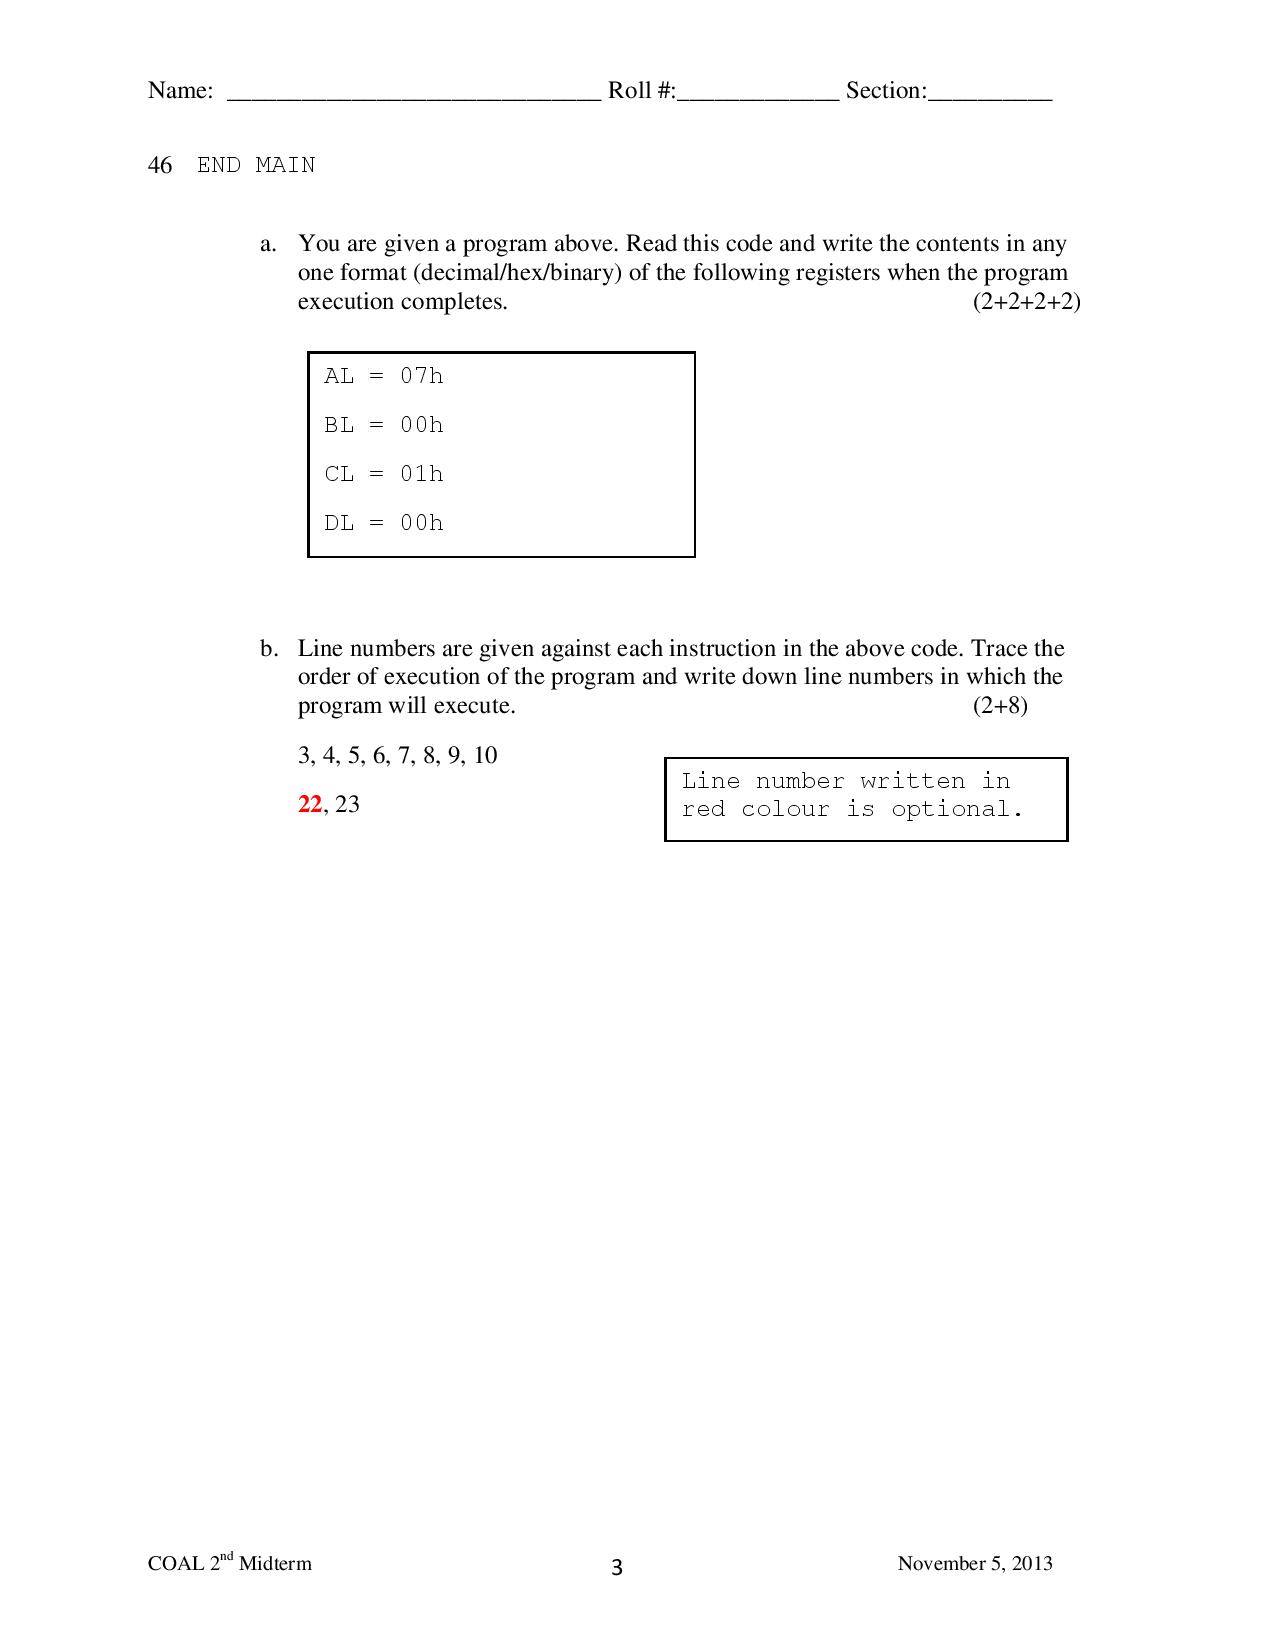 Name: ______________________________ Roll #:_____________ Section:__________
46 END MAIN
a. You are given a program above. Read this code and write the contents in any
one format (decimal/hex/binary) of the following registers when the program
execution completes. (2+2+2+2)
AL = 07h
BL = 00h
CL = 01h
DL = 00h
b. Line numbers are given against each instruction in the above code. Trace the
order of execution of the program and write down line numbers in which the
program will execute. (2+8)
3, 4, 5, 6, 7, 8, 9, 10
22, 23
Line number written in
red colour is optional.
COAL 2nd Midterm 3 November 5, 2013